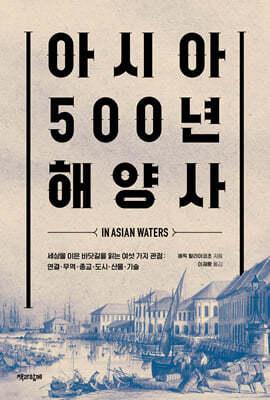 아시아
500년
해양사
IN ASIAN WATERS
세상을 이은 바닷길을 읽는 여섯 가지 관점:
연결·무역·종교·도시·산물·기술
에릭 탈리아코초 지음
이재황 옮김
책과함께